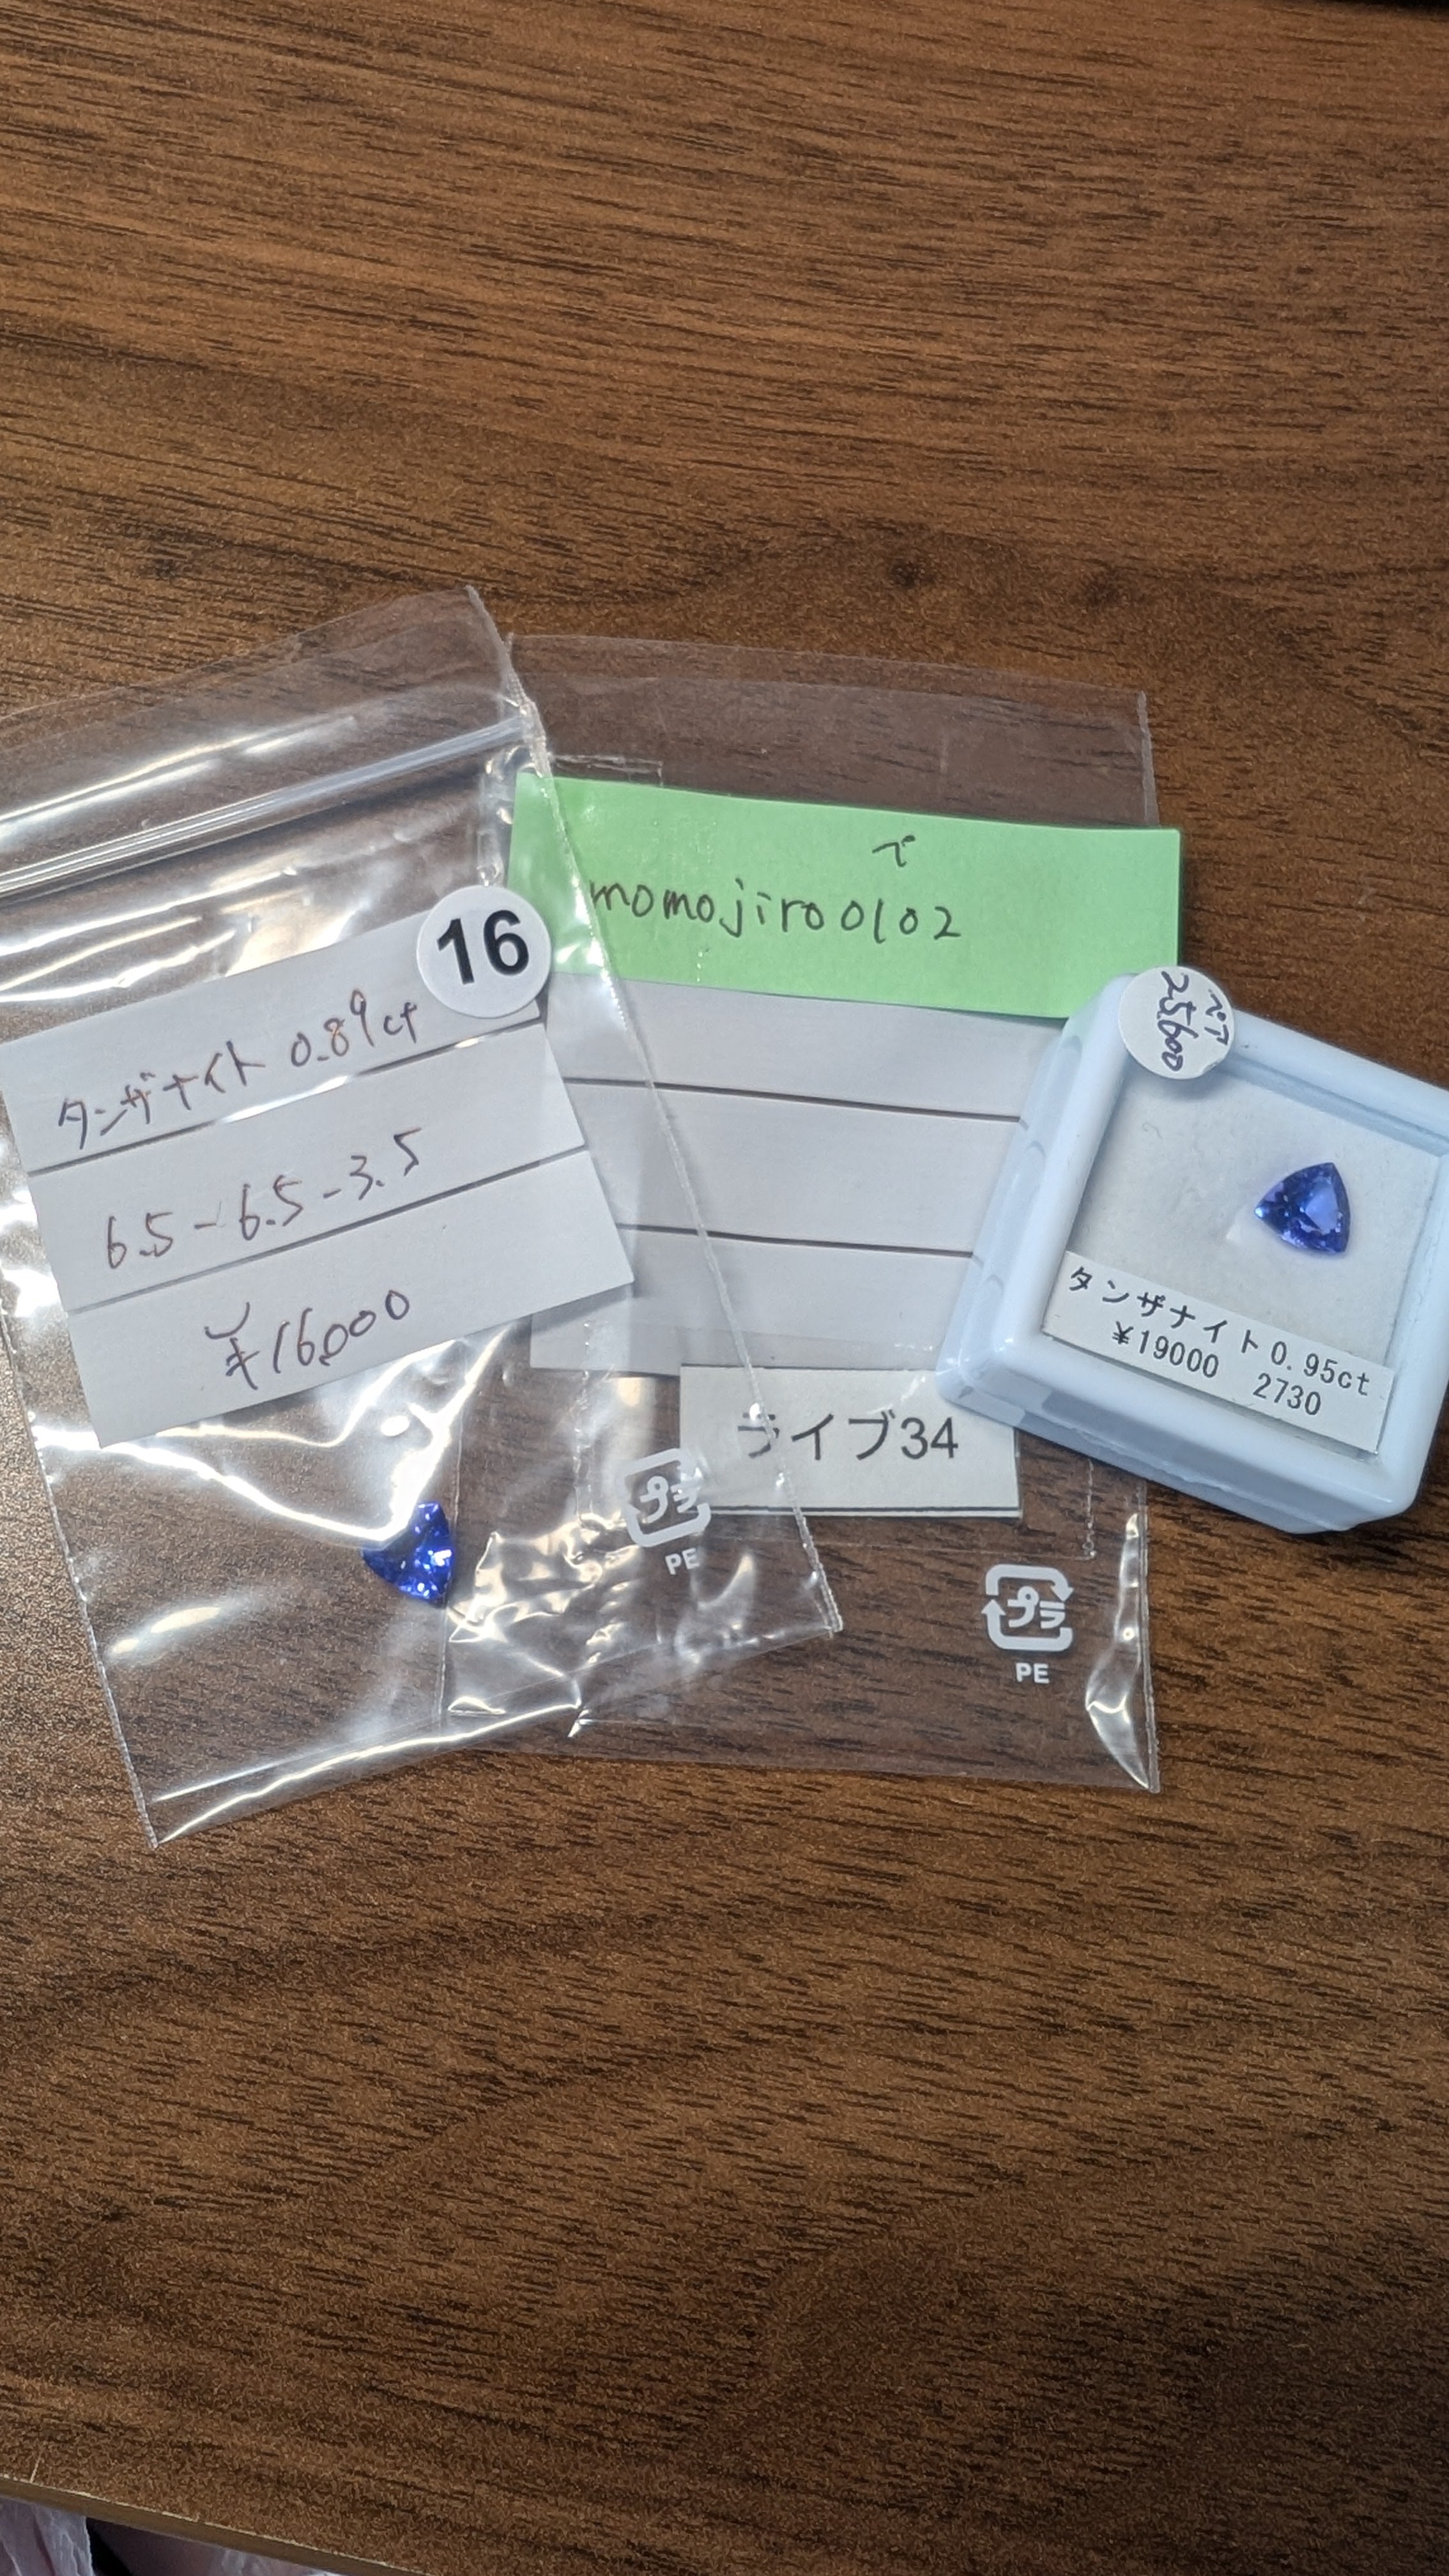 16
タンザナイト 0.89ct
6.5-6.5-3.5
¥16000
で
momojiro0102
ライブ34
プラ
PE
プラ
PE
ペア
25600
タンザナイト0.95ct
¥19000 2730